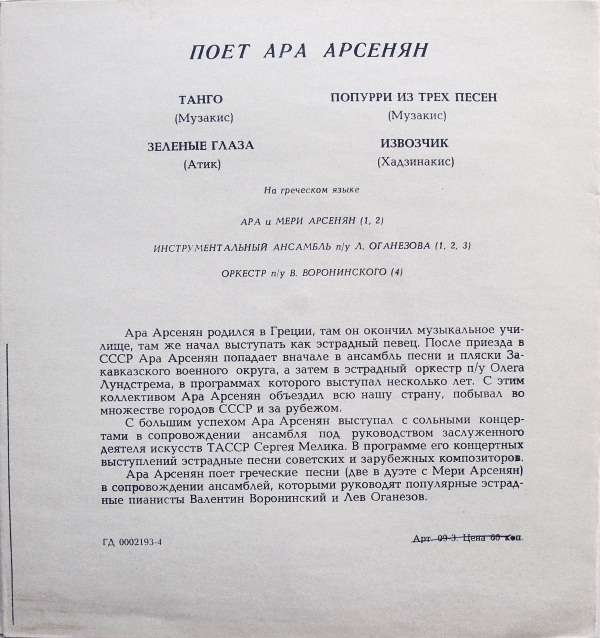 ПОЕТ АРА АРСЕНЯН
ТАНГО
(Музакис)
ЗЕЛЕНЫЕ ГЛАЗА
(Атик)
ПОПУРРИ ИЗ ТРЕХ ПЕСЕН
(Музакис)
ИЗВОЗЧИК
(Хадзинакис)
На греческом языке
АРА и МЕРИ АРСЕНЯН (1, 2)
ИНСТРУМЕНТАЛЬНЫЙ АНСАМБЛЬ п/у Л. ОГАНЕЗОВА (1, 2, 3)
ОРКЕСТР п/у В. ВОРОНИНСКОГО (4)
Ара Арсенян родился в Греции, там он окончил музыкальное учи-
лище, там же начал выступать как эстрадный певец. После приезда в
СССР Ара Арсенян попадает вначале в ансамбль песни и пляски За-
кавказского военного округа, а затем в эстрадный оркестр п/у Олега
Лундстрема, в программах которого выступал несколько лет. С этим
коллективом Ара Арсенян объездил всю нашу страну, побывал во
множестве городов СССР и за рубежом.
С большим успехом Ара Арсенян выступал с сольными концер-
тами в сопровождении ансамбля под руководством заслуженного
деятеля искусств ТАССР Сергея Мелика. В программе его концертных
выступлений эстрадные песни советских и зарубежных композиторов.
Ара Арсенян поет греческие песни (две в дуэте с Мери Арсенян)
в сопровождении ансамблей, которыми руководят популярные эстрад-
ные пианисты Валентин Воронинский и Лев Оганезов.
ГД 0002193-4
Арт. 09-3. Цена 60 коп.